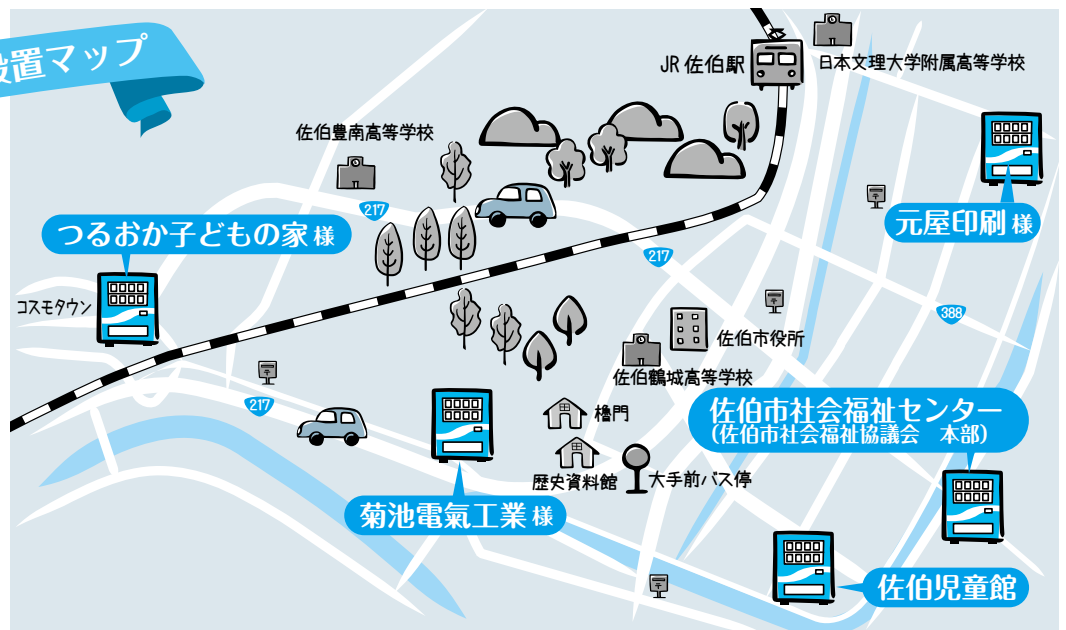 設置マップ
JR 佐伯駅
日本文理大学附属高等学校
佐伯豊南高等学校
217
元屋印刷 様
つるおか子どもの家 様
217
コスモタウン
388
佐伯市役所
佐伯鶴城高等学校
217
櫓門
佐伯市社会福祉センター
(佐伯市社会福祉協議会 本部)
歴史資料館
大手前バス停
菊池電氣工業 様
佐伯児童館